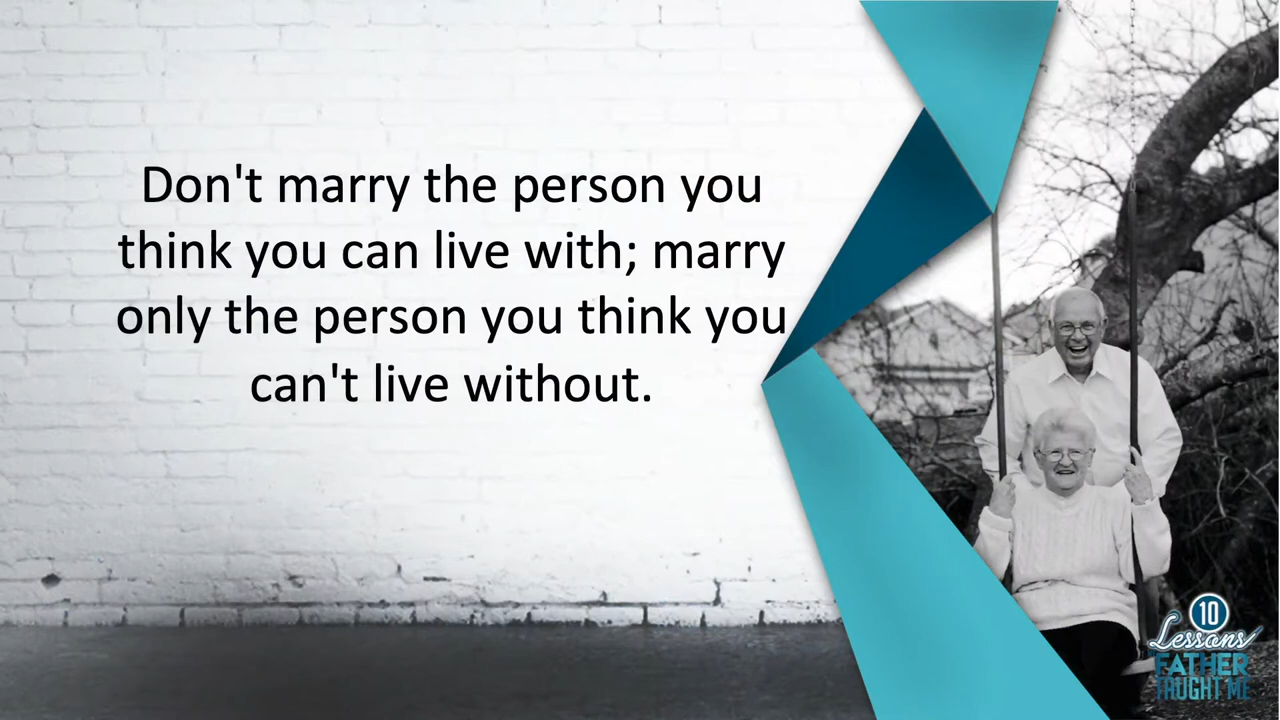 Don't marry the person you
think you can live with; marry
only the person you think you
can't live without.
10
Lessons
FATHER
TAUGHT ME